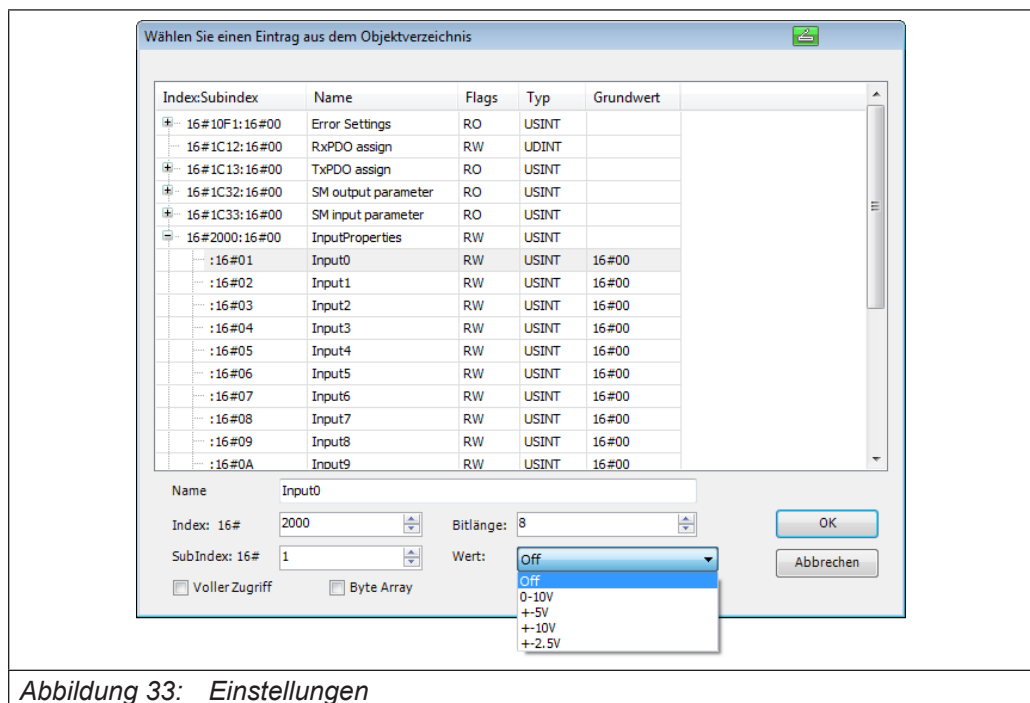 Wählen Sie einen Eintrag aus dem Objektverzeichnis
Index:Subindex Name Flags Typ Grundwert
16#10F1:16#00 Error Settings RO USINT
16#1C12:16#00 RxPDO assign RW UDINT
16#1C13:16#00 TxPDO assign RO USINT
16#1C32:16#00 SM output parameter RO USINT
16#1C33:16#00 SM input parameter RO USINT
16#2000:16#00 InputProperties RW USINT
:16#01 Input0 RW USINT 16#00
:16#02 Input1 RW USINT 16#00
:16#03 Input2 RW USINT 16#00
:16#04 Input3 RW USINT 16#00
:16#05 Input4 RW USINT 16#00
:16#06 Input5 RW USINT 16#00
:16#07 Input6 RW USINT 16#00
:16#08 Input7 RW USINT 16#00
:16#09 Input8 RW USINT 16#00
:16#0A Input9 RW USINT 16#00
Name Input0
Index: 16# 2000 Bitlänge: 8 OK
SubIndex: 16# 1 Wert: Off Abbrechen
Voller Zugriff Byte Array
Off
0-10V
+-5V
+-10V
+-2.5V
Abbildung 33: Einstellungen